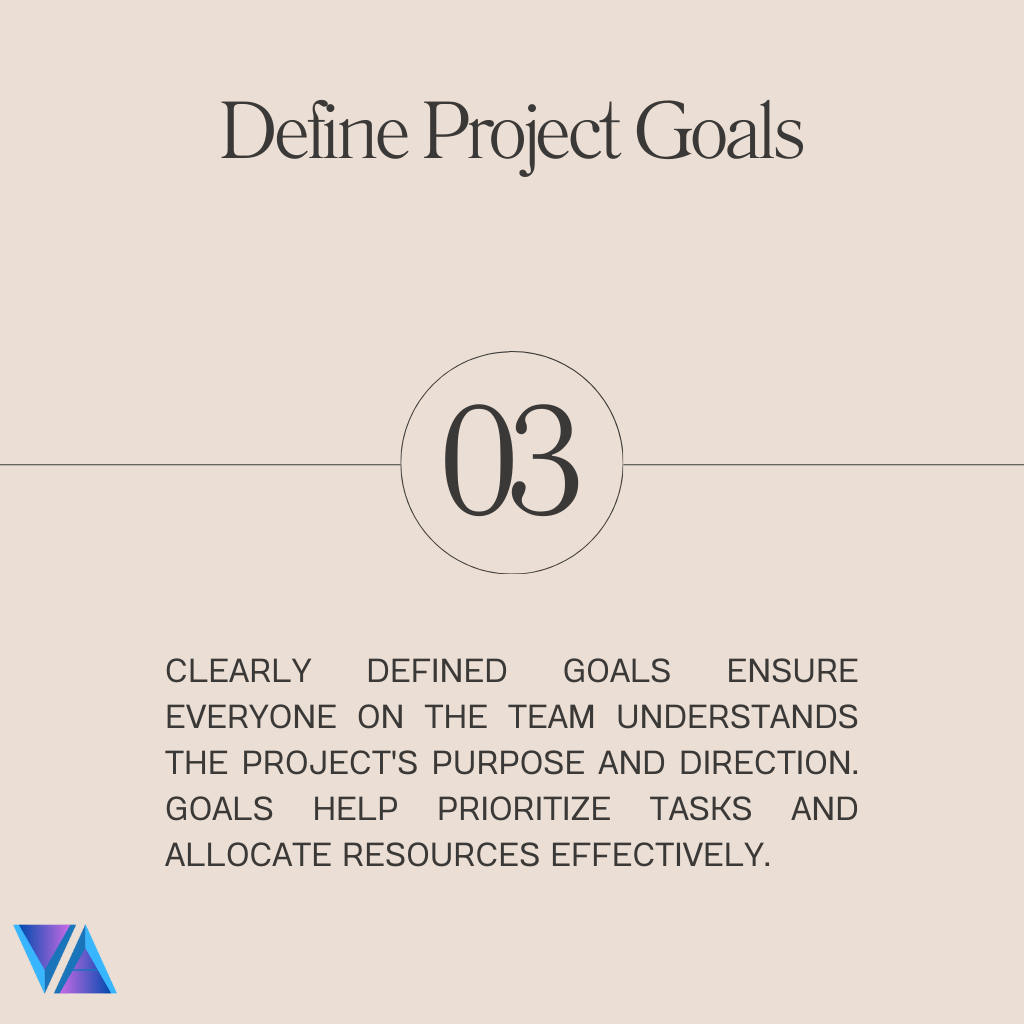 Define Project Goals
03
CLEARLY DEFINED GOALS ENSURE
EVERYONE ON THE TEAM UNDERSTANDS
THE PROJECT'S PURPOSE AND DIRECTION.
GOALS HELP PRIORITIZE TASKS AND
ALLOCATE RESOURCES EFFECTIVELY.
VA